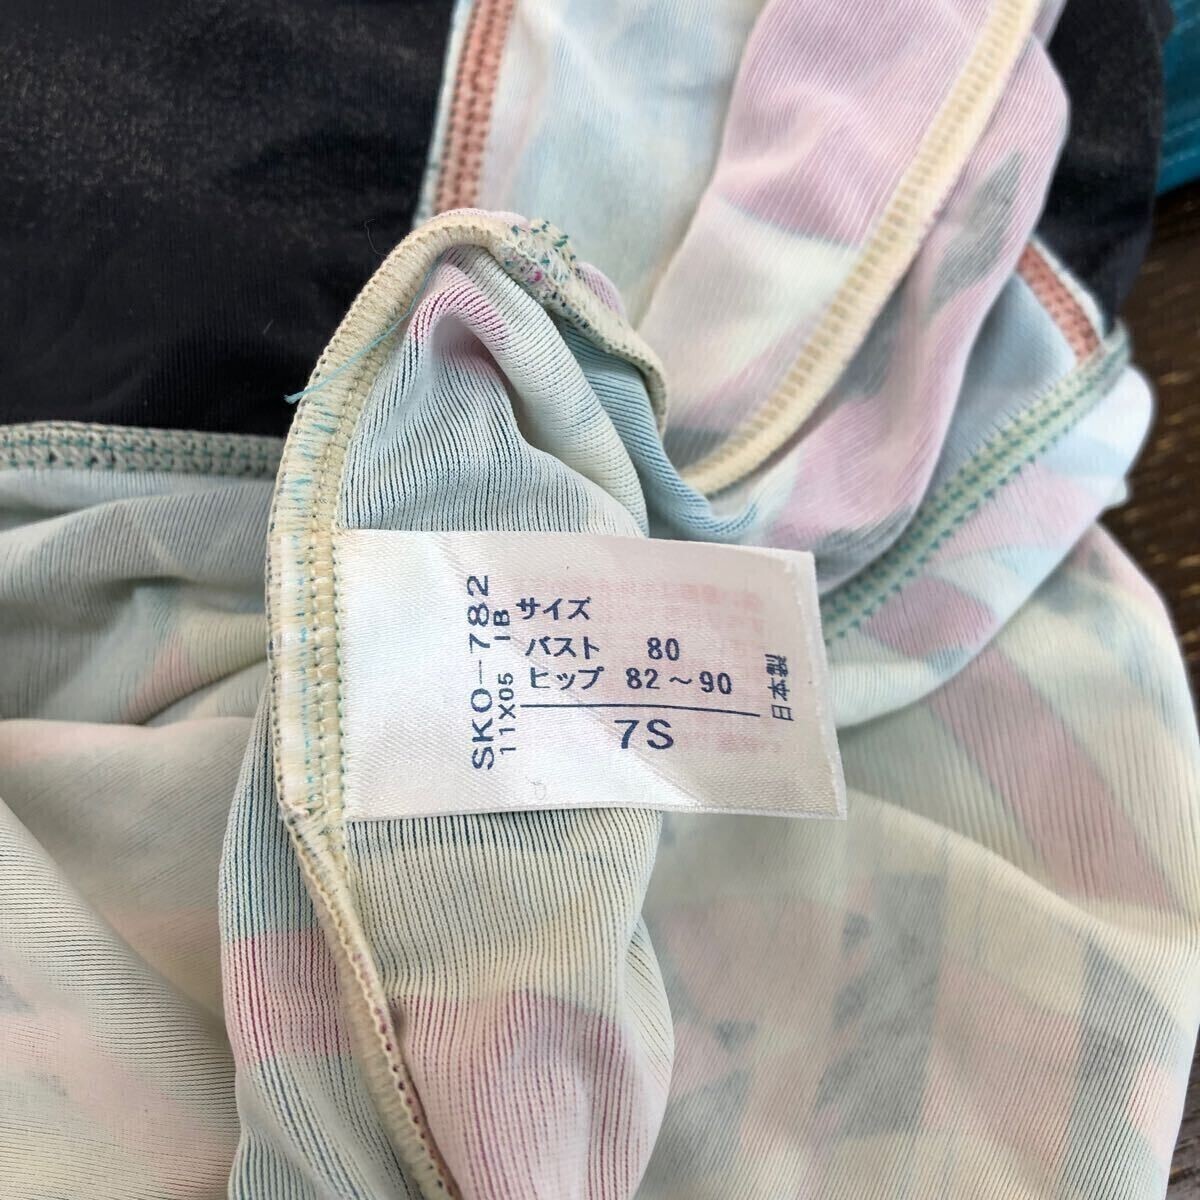 サイズ
バスト 80
ヒップ 82～90
7S
SKO-782
11X05 IB
日本製